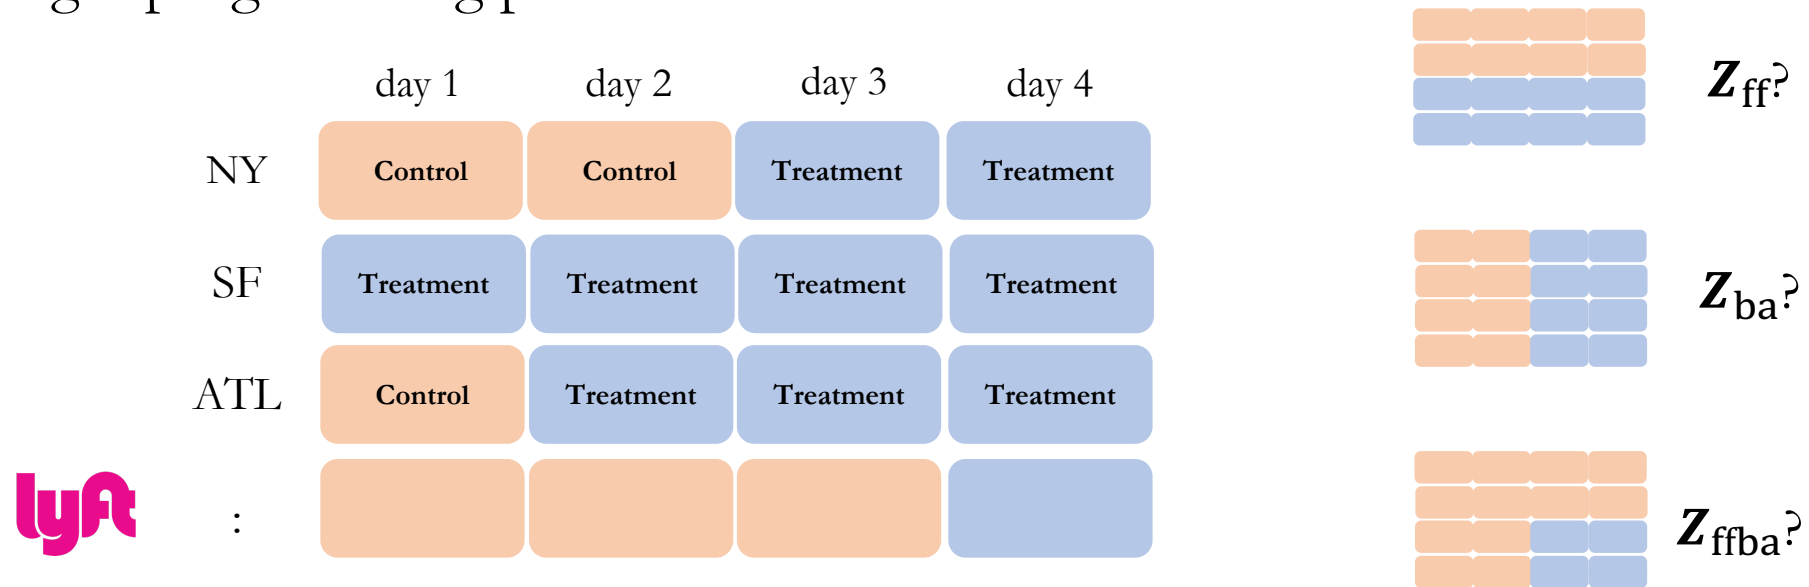 day 1 day 2 day 3 day 4
NY Control Control Treatment Treatment
SF Treatment Treatment Treatment Treatment
ATL Control Treatment Treatment Treatment
:
lyft
Z_ff?
Z_ba?
Z_ffba?